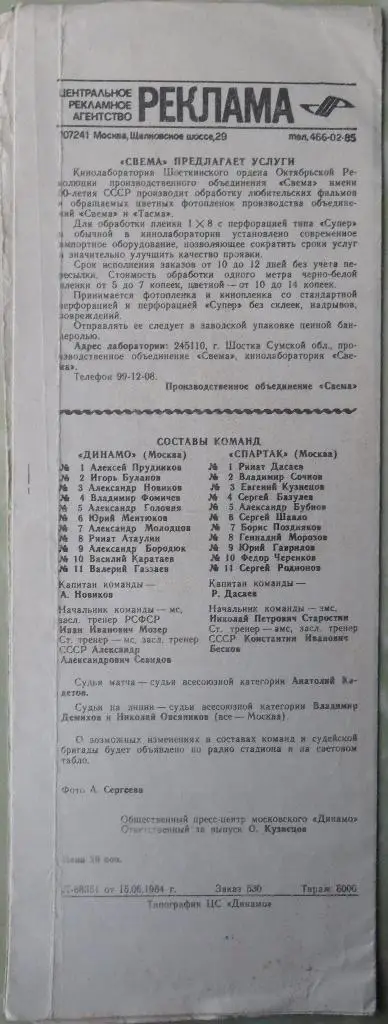 ЦЕНТРАЛЬНОЕ
РЕКЛАМНОЕ
АГЕНТСТВО
РЕКЛАМА
107241 Москва, Щелковское шоссе, 29 тел. 466-02-85
«СВЕМА» ПРЕДЛАГАЕТ УСЛУГИ
Кинолаборатория Шосткинского ордена Октябрьской Ре-
волюции производственного объединения «Свема» имени
50-летия СССР производит обработку любительских фильмов
и обращаемых цветных фотопленок производства объедине-
ний «Свема» и «Тасма».
Для обработки пленки 1×8 с перфорацией типа «Супер»
и обычной в кинолаборатории установлено современное
импортное оборудование, позволяющее сократить сроки услуг
и значительно улучшить качество проявки.
Срок исполнения заказов от 10 до 12 дней без учета пе-
ресылки. Стоимость обработки одного метра черно-белой
пленки от 5 до 7 копеек, цветной — от 10 до 14 копеек.
Принимается фотопленка и кинопленка со стандартной
перфорацией и перфорацией «Супер» без склеек, надрывов,
повреждений.
Отправлять ее следует в заводской упаковке ценной бан-
деролью.
Адрес лаборатории: 245110, г. Шостка Сумской обл., про-
изводственное объединение «Свема», кинолаборатория «Све-
ма».
Телефон 99-12-08.
Производственное объединение «Свема»
СОСТАВЫ КОМАНД
«ДИНАМО» (Москва) «СПАРТАК» (Москва)
№ 1 Алексей Прудников № 1 Ринат Дасаев
№ 2 Игорь Буланов № 2 Владимир Сочнов
№ 3 Александр Новиков № 3 Евгений Кузнецов
№ 4 Владимир Фомичев № 4 Сергей Базулев
№ 5 Александр Головня № 5 Александр Бубнов
№ 6 Юрий Ментюков № 6 Сергей Шавло
№ 7 Александр Молодцов № 7 Борис Поздняков
№ 8 Ринат Атаулин № 8 Геннадий Морозов
№ 9 Александр Бородюк № 9 Юрий Гаврилов
№ 10 Василий Каратаев № 10 Федор Черенков
№ 11 Валерий Газзаев № 11 Сергей Родионов
Капитан команды — Капитан команды —
А. Новиков Р. Дасаев
Начальник команды — мс, Начальник команды — змс,
засл. тренер РСФСР Николай Петрович Старостин
Иван Иванович Мозер Ст. тренер — змс, засл. тренер
Ст. тренер — мс, засл. тренер СССР Константин Иванович
СССР Александр Бесков
Александрович Севидов
Судья матча — судья всесоюзной категории Анатолий Ка-
детов.
Судьи на линии — судьи всесоюзной категории Владимир
Демихов и Николай Овсяников (все — Москва).
О возможных изменениях в составах команд и судейской
бригады будет объявлено по радио стадиона и на световом
табло.
Фото А. Сергеева
Общественный пресс-центр московского «Динамо»
Ответственный за выпуск О. Кузнецов
Цена 10 коп.
от 15.06.1984 г. Заказ 530 Тираж 6000
Типография ЦС «Динамо»